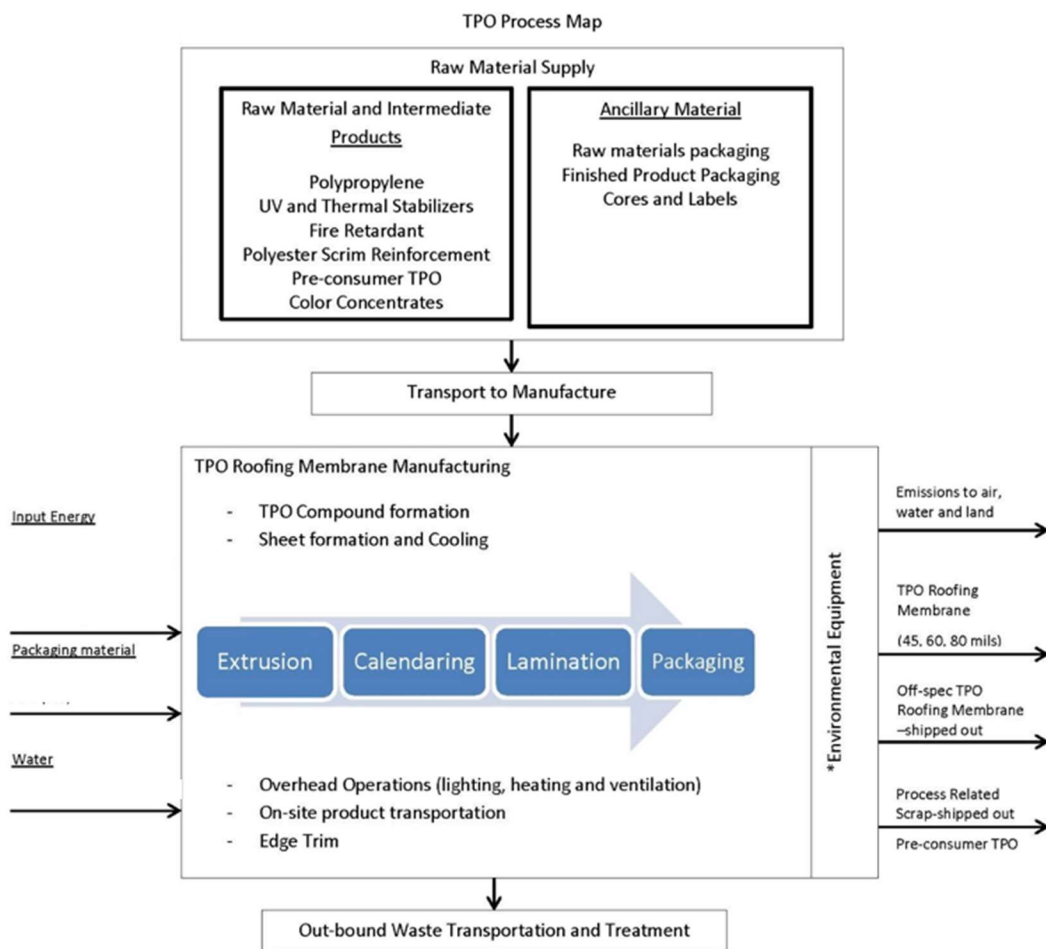 TPO Process Map
Raw Material Supply
Raw Material and Intermediate
Products
Polypropylene
UV and Thermal Stabilizers
Fire Retardant
Polyester Scrim Reinforcement
Pre-consumer TPO
Color Concentrates
Ancillary Material
Raw materials packaging
Finished Product Packaging
Cores and Labels
Transport to Manufacture
TPO Roofing Membrane Manufacturing
- TPO Compound formation
- Sheet formation and Cooling
Input Energy
Packaging material
Water
Extrusion
Calendaring
Lamination
Packaging
- Overhead Operations (lighting, heating and ventilation)
- On-site product transportation
- Edge Trim
*Environmental Equipment
Emissions to air,
water and land
TPO Roofing
Membrane
(45, 60, 80 mils)
Off-spec TPO
Roofing Membrane
–shipped out
Process Related
Scrap-shipped out
Pre-consumer TPO
Out-bound Waste Transportation and Treatment